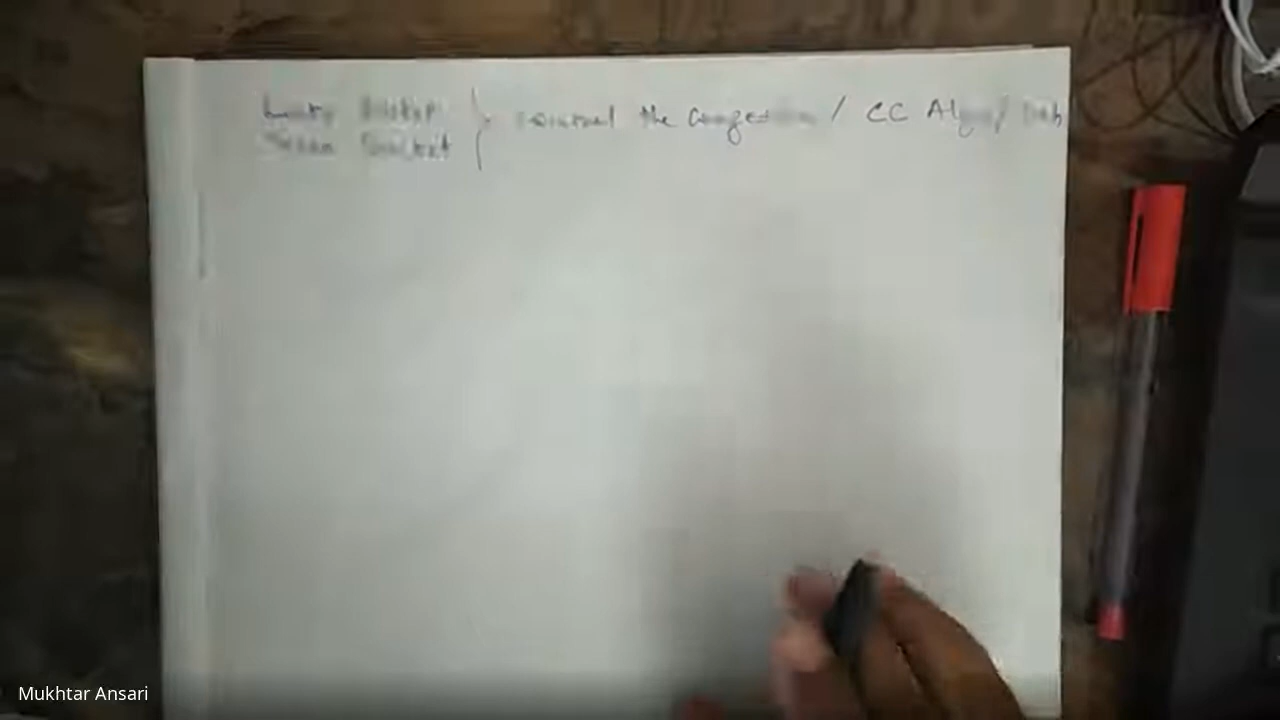 Leaky Bucket } control the congestion / CC Algo/
Token Bucket
Mukhtar Ansari